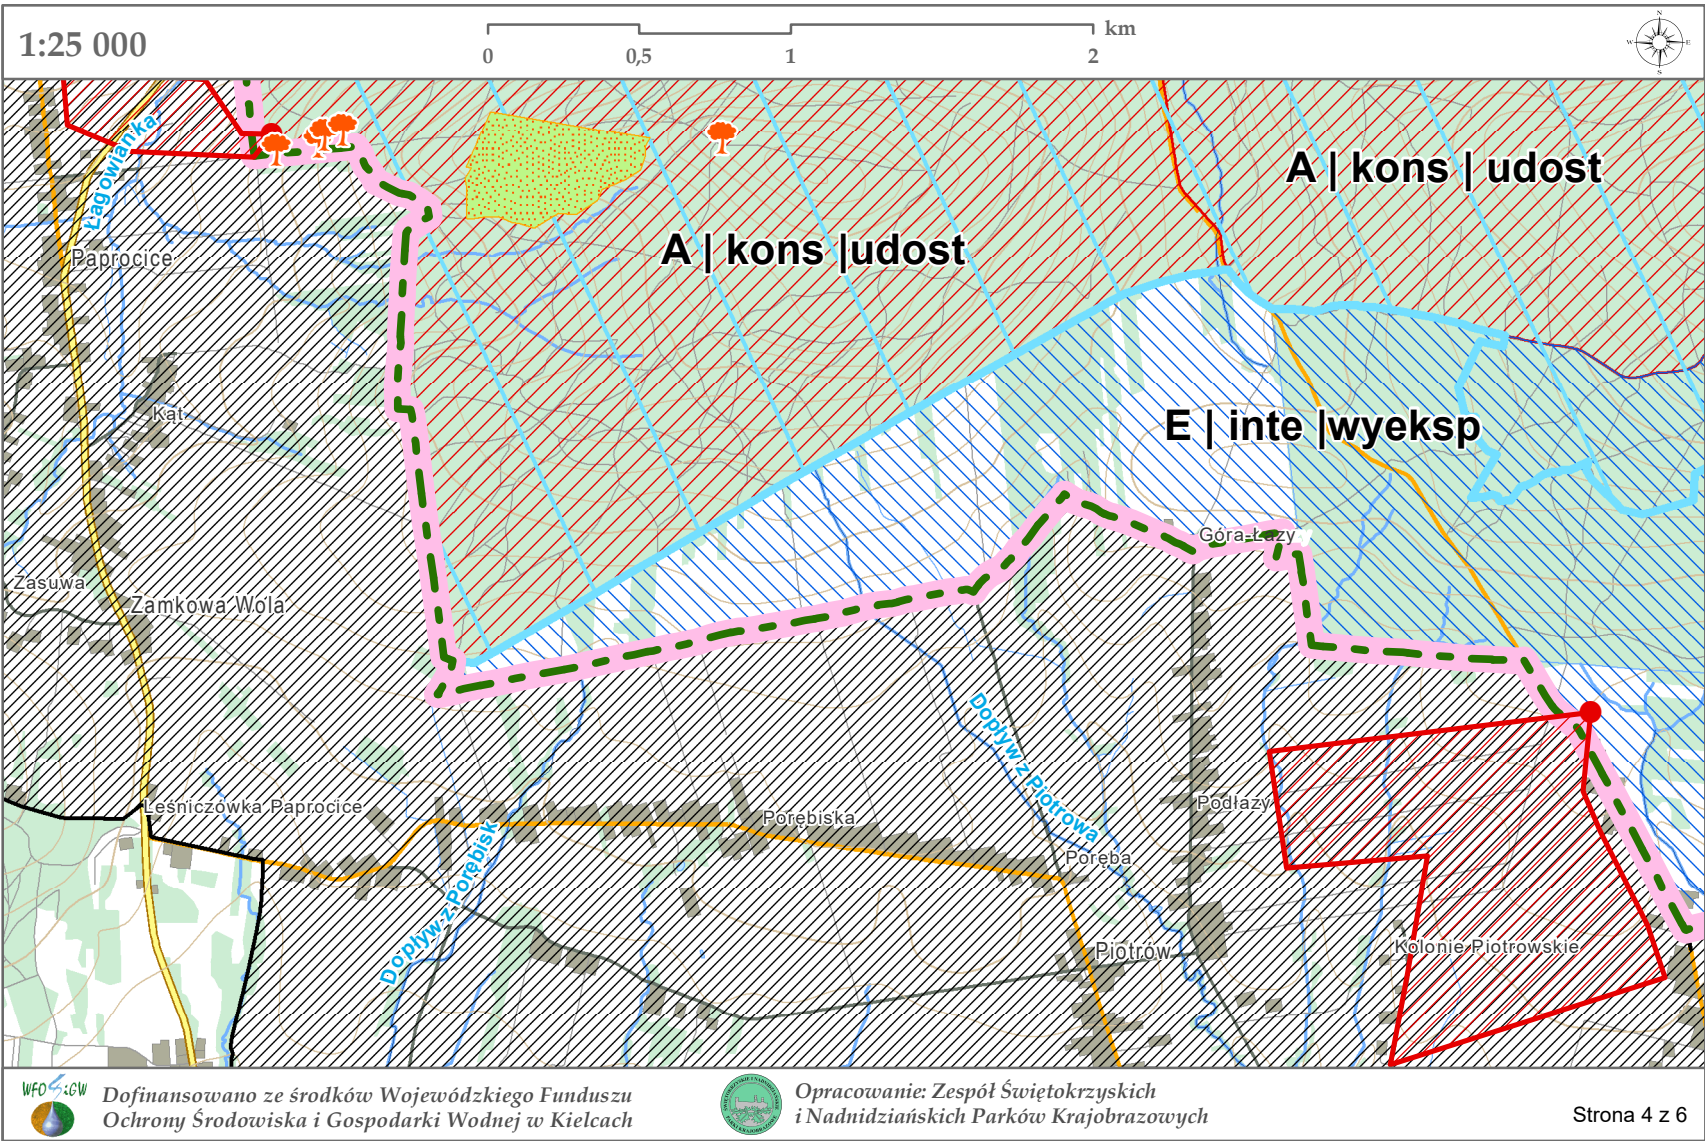 1:25 000
km
0 0,5 1 2
N
W E
S
A | kons | udost
Łagowianka
A | kons |udost
Paprocice
Kąt
E | inte |wyeksp
Góra-Łazy
Zasuwa
Zamkowa Wola
Dopływ z Piotrowa
Leśniczówka Paprocice
Podłazy
Porębiska
Poręba
Dopływ z Porębisk
Piotrów
Kolonie Piotrowskie
WFOŚiGW
Dofinansowano ze środków Wojewódzkiego Funduszu
Ochrony Środowiska i Gospodarki Wodnej w Kielcach
Opracowanie: Zespół Świętokrzyskich
i Nadnidziańskich Parków Krajobrazowych
Strona 4 z 6